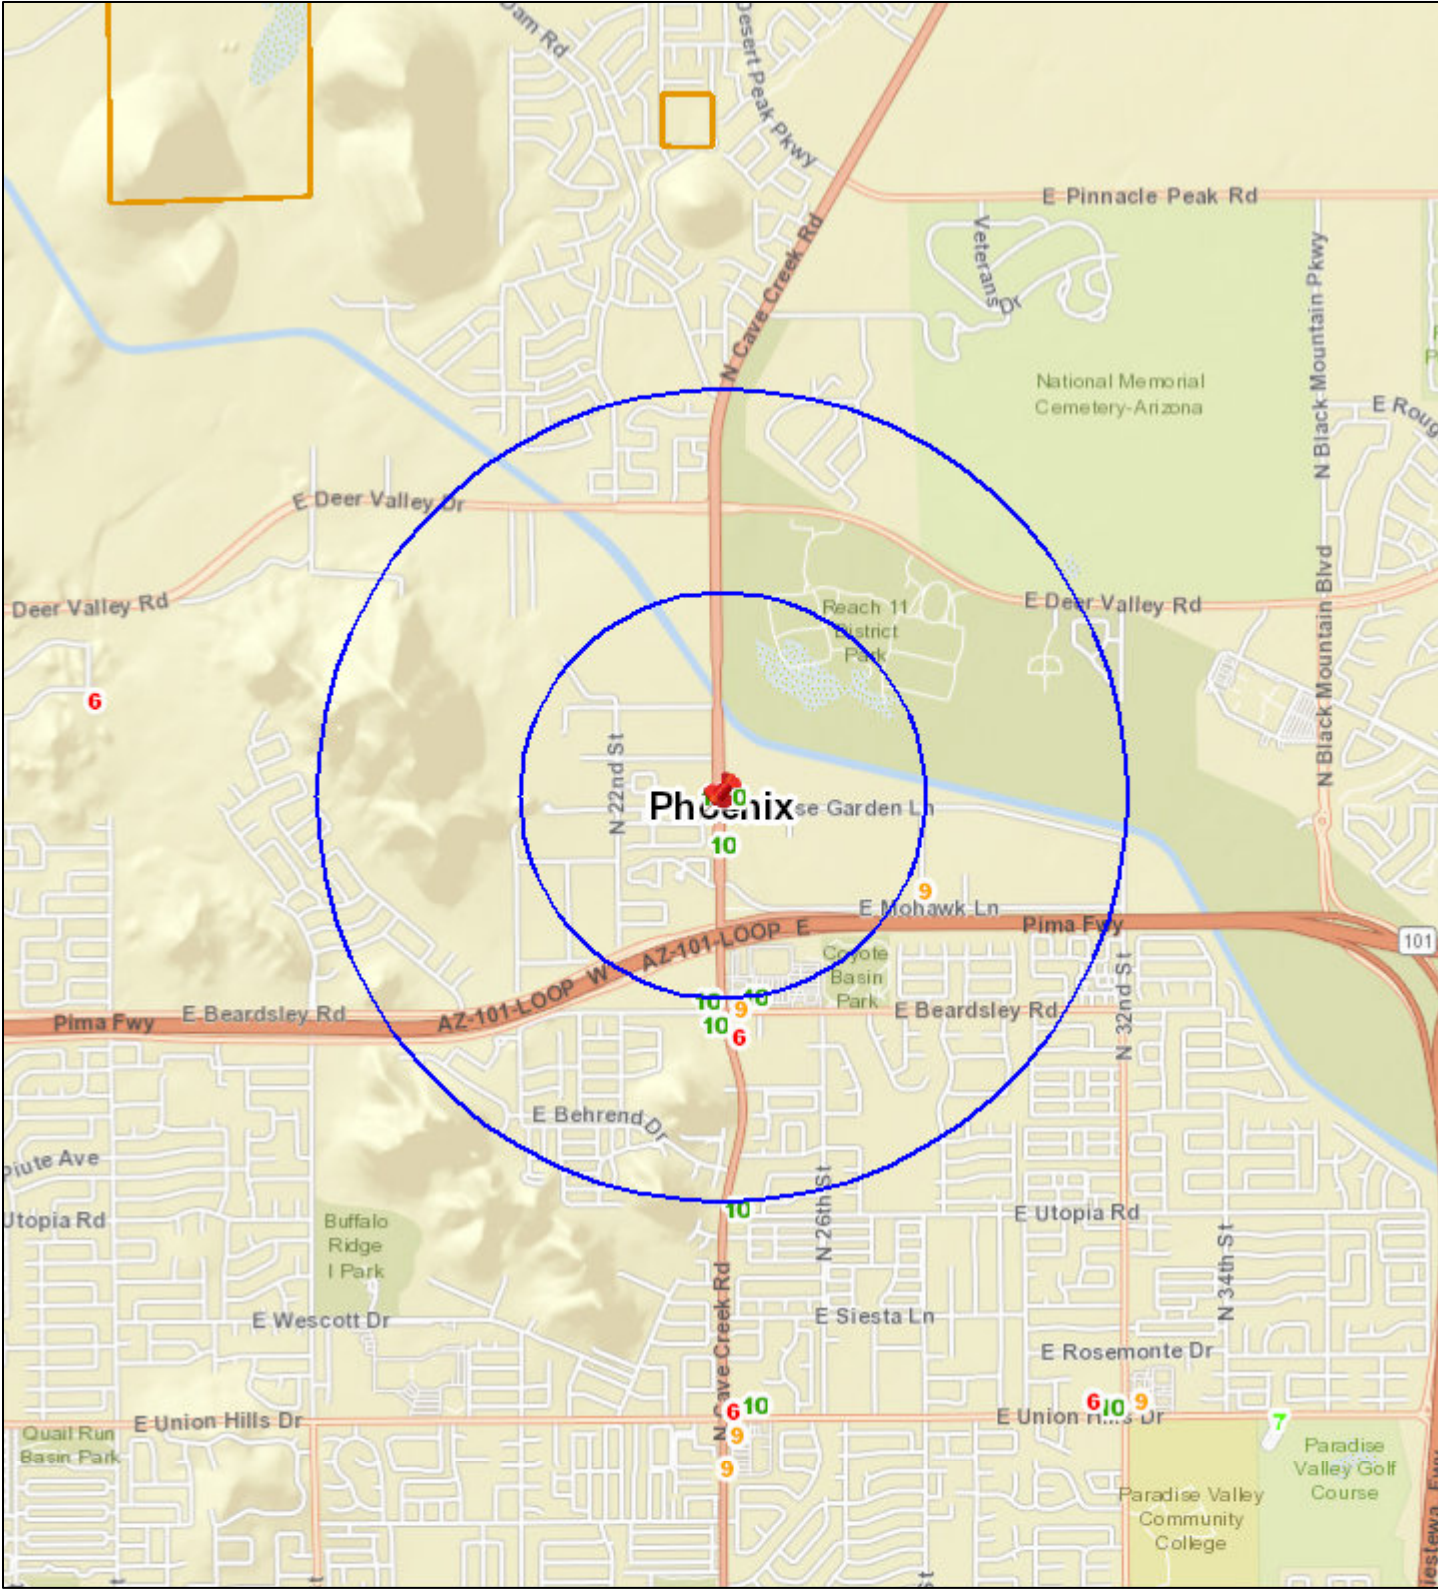 Dam Rd
Desert Peak Pkwy
E Pinnacle Peak Rd
Veterans Dr
N Cave Creek Rd
N Black Mountain Pkwy
National Memorial
Cemetery-Arizona
E Roug
E Deer Valley Dr
Deer Valley Rd
E Deer Valley Rd
Reach 11
District
Park
N Black Mountain Blvd
6
N 22nd St
Phoenix
se Garden Ln
10
9
E Mohawk Ln
Pima Fwy
101
AZ-101-LOOP E
AZ-101-LOOP W
Coyote
Basin
Park
N 32nd St
Pima Fwy
E Beardsley Rd
10
10
9
E Beardsley Rd
10
6
E Behrend Dr
Piute Ave
N 26th St
10
Utopia Rd
E Utopia Rd
Buffalo
Ridge
I Park
N 34th St
N Cave Creek Rd
E Wescott Dr
E Siesta Ln
E Rosemonte Dr
6
10
6
10
9
E Union Hills Dr
E Union Hills Dr
7
9
9
Quail Run
Basin Park
Paradise
Valley Golf
Course
Paradise Valley
Community
College